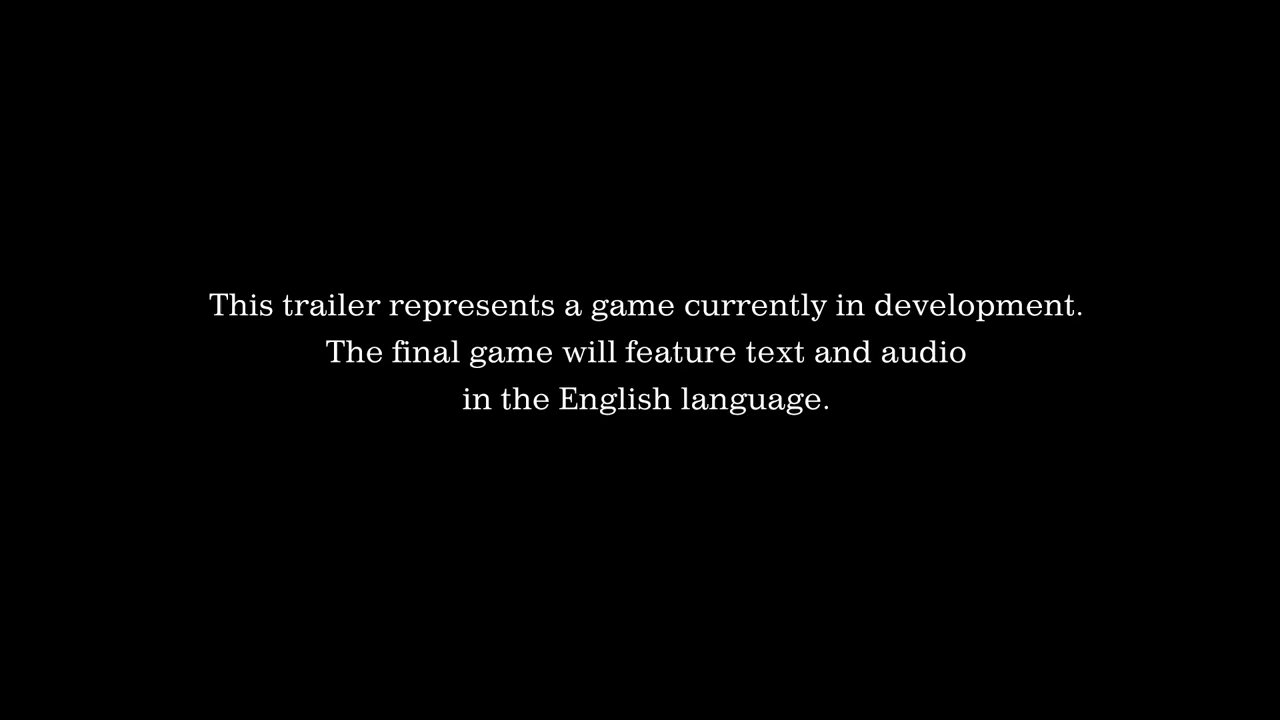 This trailer represents a game currently in development.
The final game will feature text and audio
in the English language.